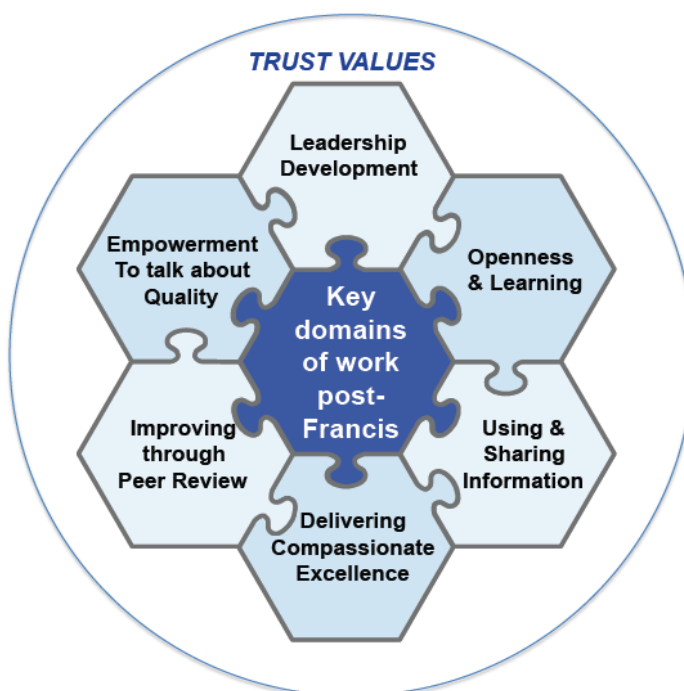 TRUST VALUES
Leadership
Development
Openness
& Learning
Using &
Sharing
Information
Delivering
Compassionate
Excellence
Improving
through
Peer Review
Empowerment
To talk about
Quality
Key
domains
of work
post-
Francis